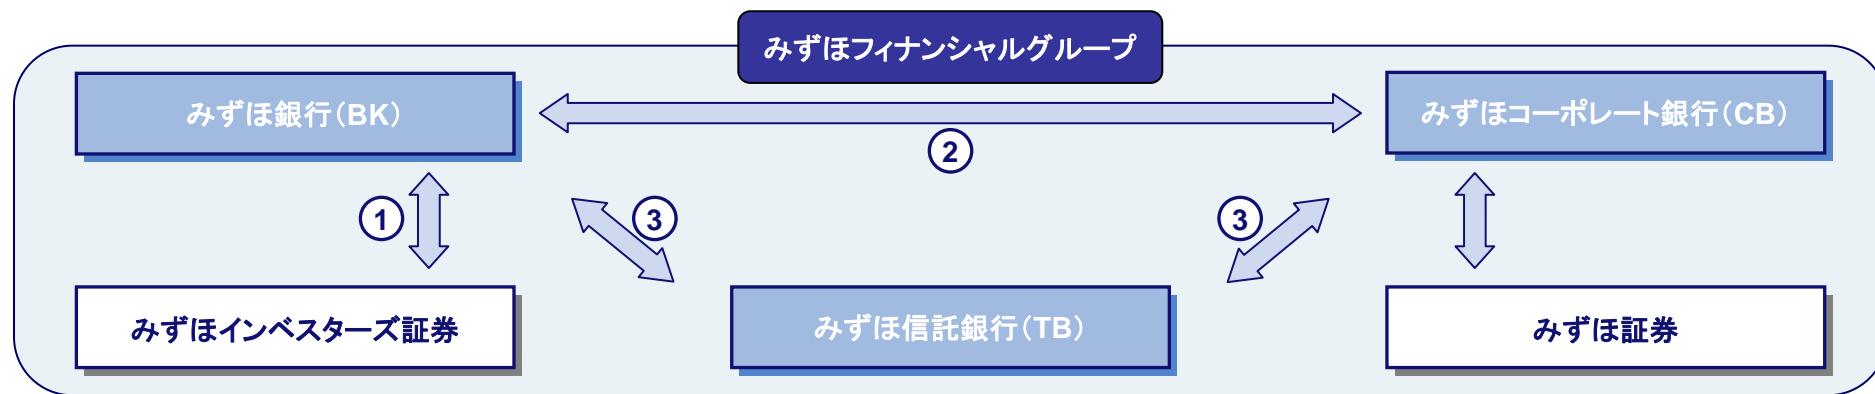 みずほフィナンシャルグループ
みずほ銀行（BK）
みずほコーポレート銀行（CB）
②
①
③
③
みずほインベスターズ証券
みずほ信託銀行（TB）
みずほ証券